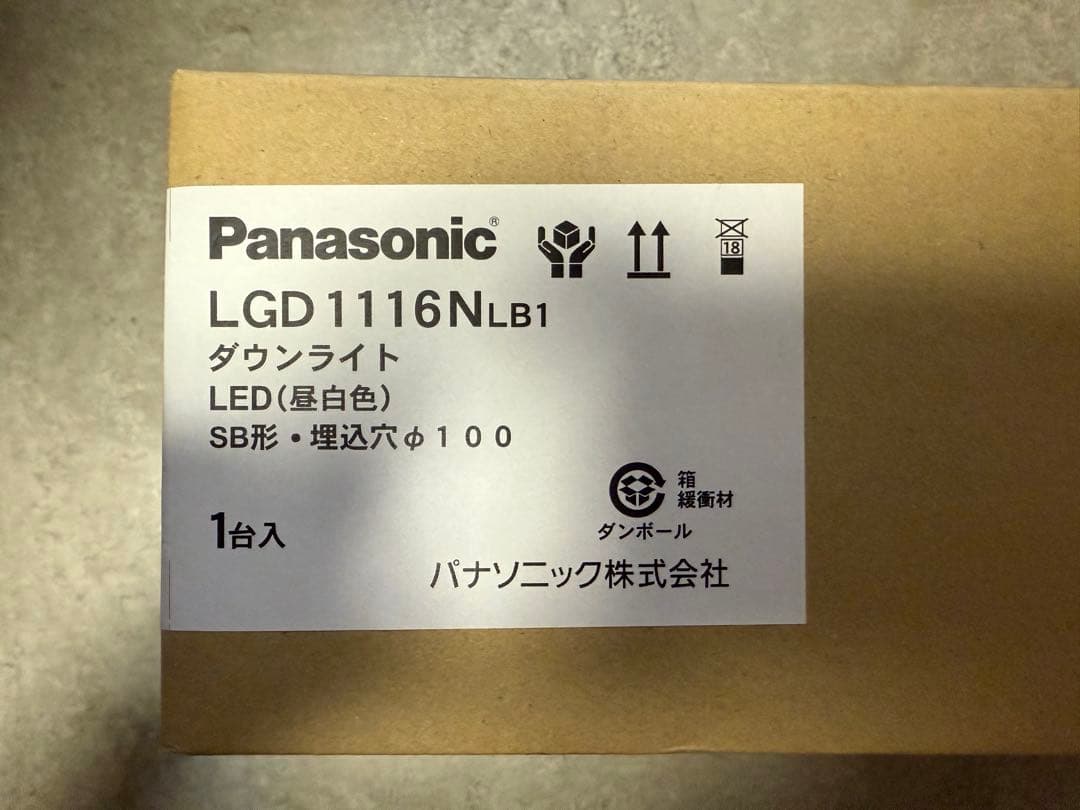 Panasonic®
18
LGD1116NLB1
ダウンライト
LED(昼白色)
SB形・埋込穴φ100
箱
緩衝材
ダンボール
1台入
パナソニック株式会社